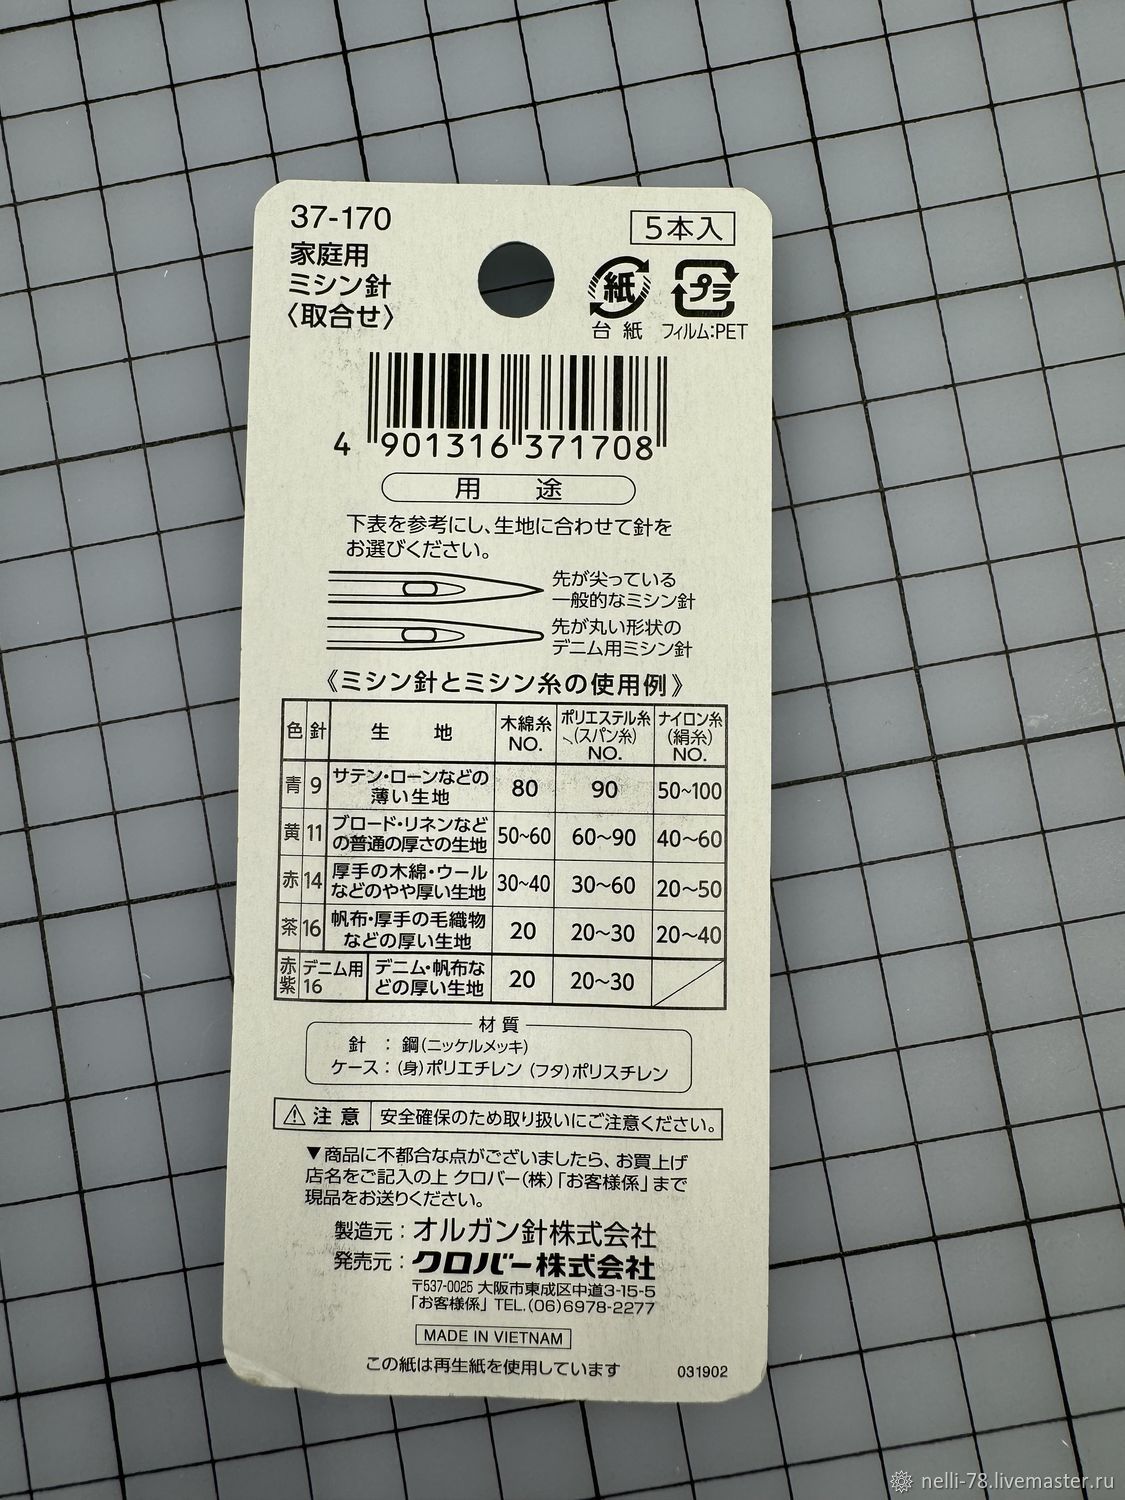 37-170
家庭用
ミシン針
〈取合せ〉
5本入
紙
プラ
台紙 フィルム:PET
4 901316 371708
用途
下表を参考にし、生地に合わせて針を
お選びください。
先が尖っている
一般的なミシン針
先が丸い形状の
デニム用ミシン針
《ミシン針とミシン糸の使用例》
色 針 生地 木綿糸 NO. ポリエステル糸 (スパン糸) NO. ナイロン糸 (絹糸) NO.
青 9 サテン・ローンなどの 薄い生地 80 90 50~100
黄 11 ブロード・リネンなど の普通の厚さの生地 50~60 60~90 40~60
赤 14 厚手の木綿・ウール などのやや厚い生地 30~40 30~60 20~50
茶 16 帆布・厚手の毛織物 などの厚い生地 20 20~30 20~40
赤紫 デニム用 16 デニム・帆布な どの厚い生地 20 20~30
材質
針 : 鋼(ニッケルメッキ)
ケース : (身)ポリエチレン (フタ)ポリスチレン
⚠ 注意 安全確保のため取り扱いにご注意ください。
▼商品に不都合な点がございましたら、お買上げ
店名をご記入の上 クロバー(株)「お客様係」まで
現品をお送りください。
製造元 : オルガン針株式会社
発売元 : クロバー株式会社
〒537-0025 大阪市東成区中道3-15-5
「お客様係」 TEL.(06)6978-2277
MADE IN VIETNAM
この紙は再生紙を使用しています
031902
nelli-78.livemaster.ru